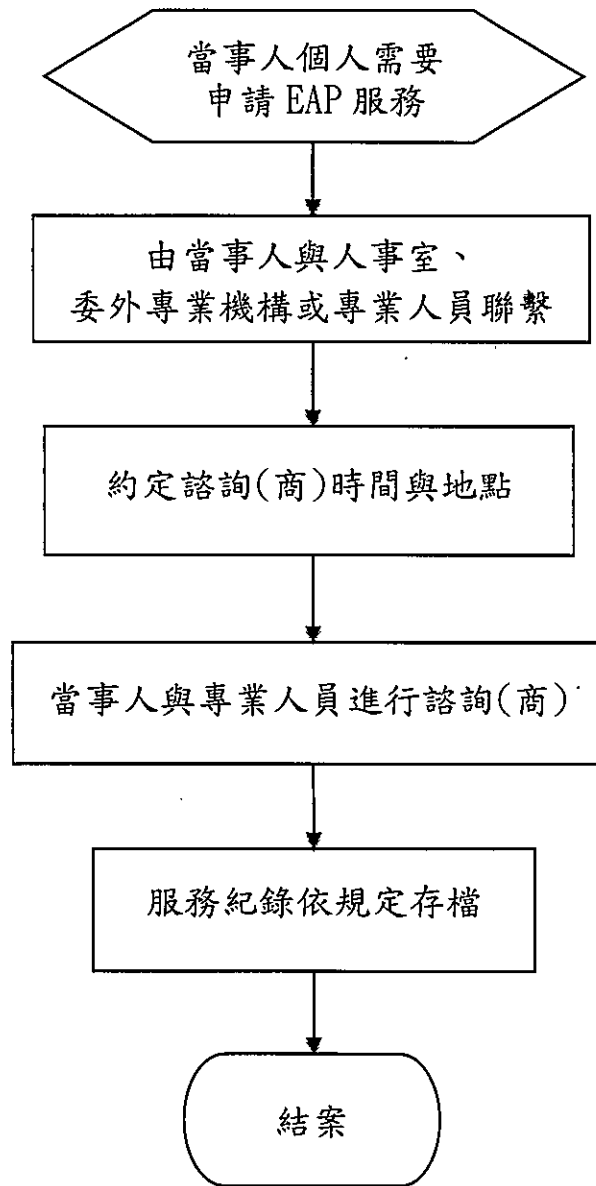 當事人個人需要
申請 EAP 服務
由當事人與人事室、
委外專業機構或專業人員聯繫
約定諮詢(商)時間與地點
當事人與專業人員進行諮詢(商)
服務紀錄依規定存檔
結案